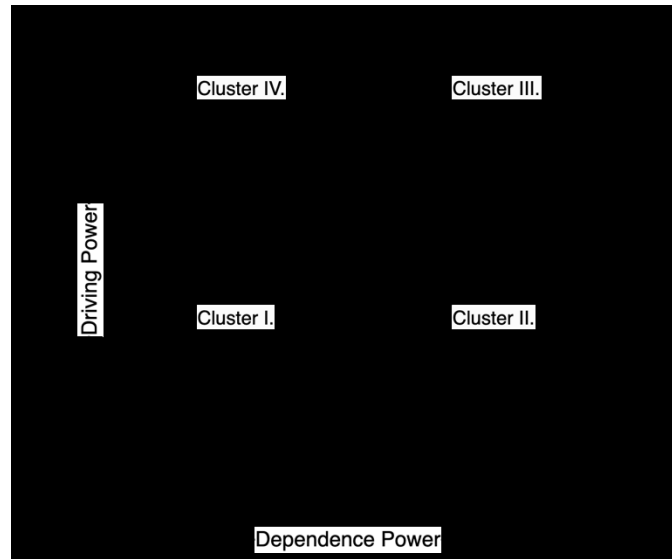 Cluster IV.
Cluster III.
Driving Power
Cluster I.
Cluster II.
Dependence Power